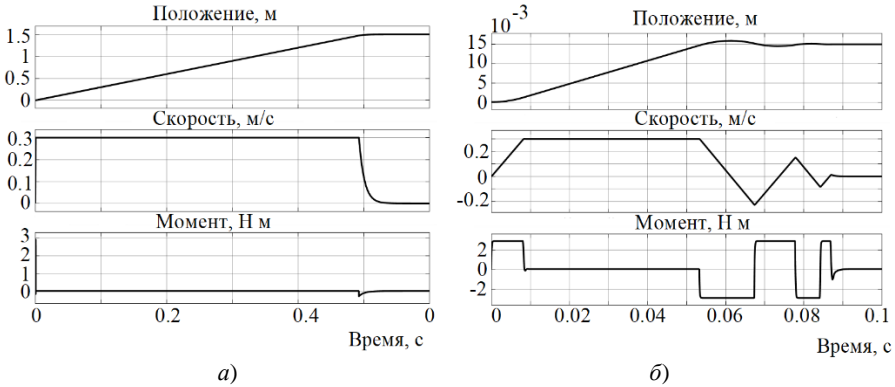 Положение, м
1.5
1
0.5
0
Скорость, м/с
0.3
0.2
0.1
0
Момент, Н м
3
2
1
0
0 0.2 0.4 0
Время, с
а)
Положение, м
×10⁻³
15
10
5
0
Скорость, м/с
0.2
0
-0.2
Момент, Н м
2
0
-2
0 0.02 0.04 0.06 0.08 0.1
Время, с
б)